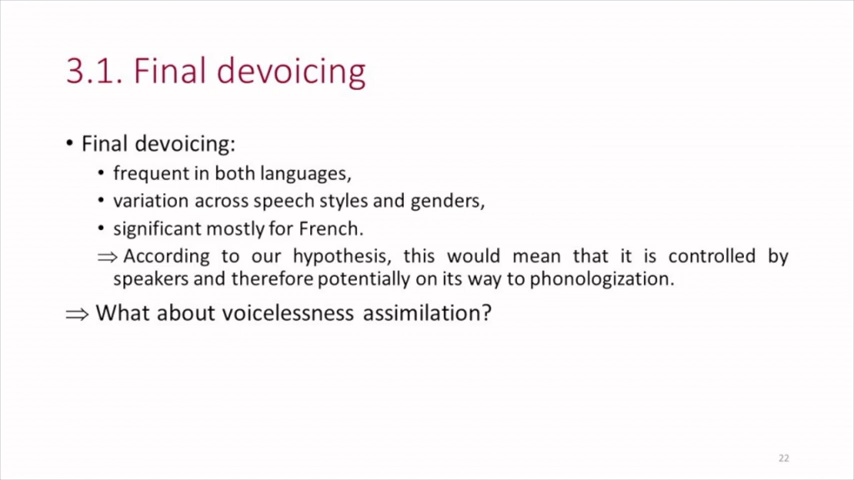 3.1. Final devoicing
• Final devoicing:
• frequent in both languages,
• variation across speech styles and genders,
• significant mostly for French.
⇒ According to our hypothesis, this would mean that it is controlled by
speakers and therefore potentially on its way to phonologization.
⇒ What about voicelessness assimilation?
22